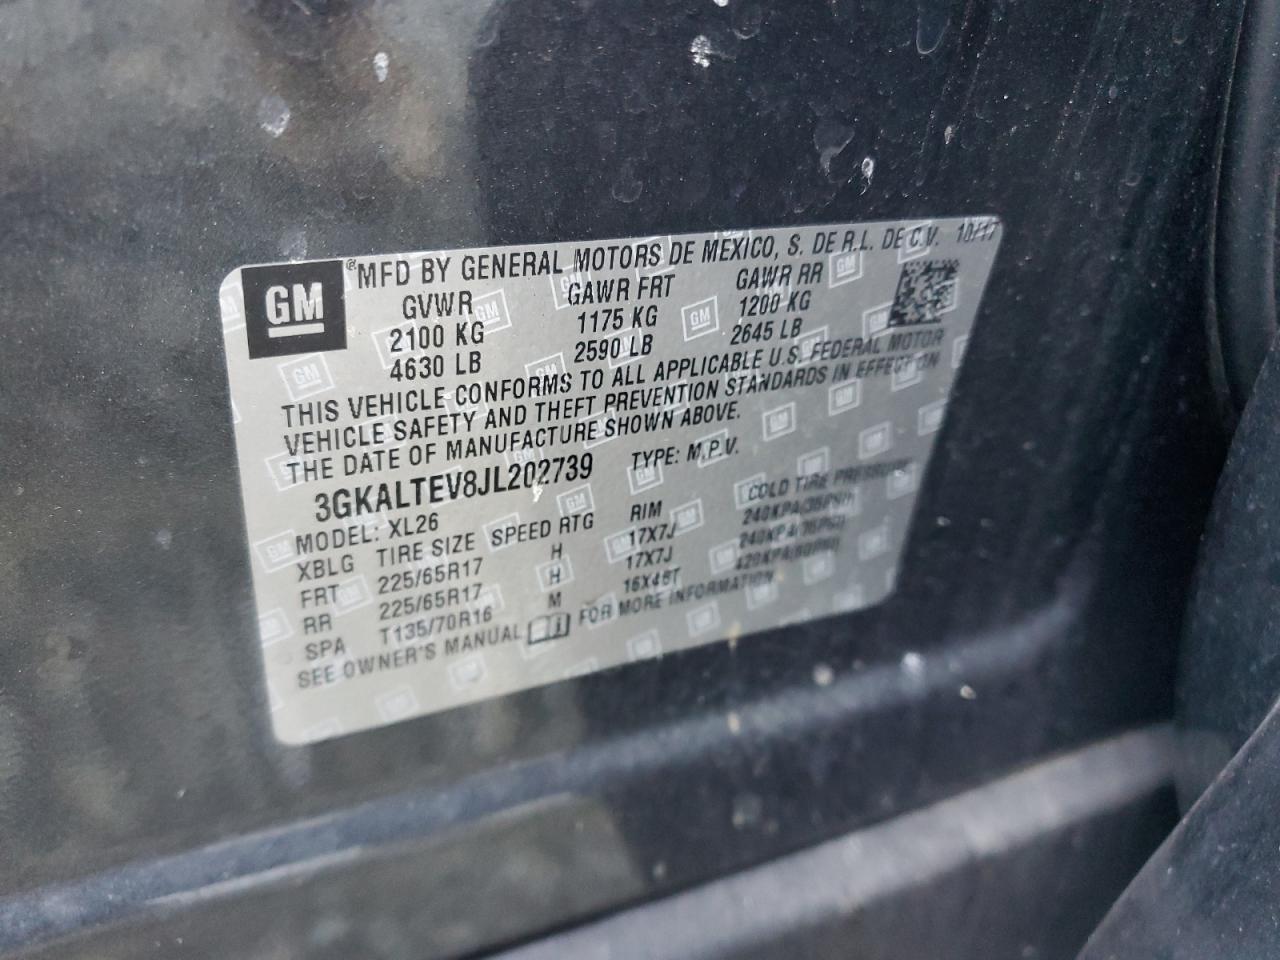 GM
®MFD BY GENERAL MOTORS DE MEXICO, S. DE R.L. DE C.V. 10/17
GVWR GAWR FRT GAWR RR
2100 KG 1175 KG 1200 KG
4630 LB 2590 LB 2645 LB
THIS VEHICLE CONFORMS TO ALL APPLICABLE U.S. FEDERAL MOTOR
VEHICLE SAFETY AND THEFT PREVENTION STANDARDS IN EFFECT ON
THE DATE OF MANUFACTURE SHOWN ABOVE.
3GKALTEV8JL202739 TYPE: M.P.V.
MODEL: XL26
XBLG TIRE SIZE SPEED RTG RIM COLD TIRE PRESSURE
FRT 225/65R17 H 17X7J 240KPA(35PSI)
RR 225/65R17 H 17X7J 240KPA(35PSI)
SPA T135/70R16 M 16X4BT 420KPA(60PSI)
SEE OWNER'S MANUAL FOR MORE INFORMATION